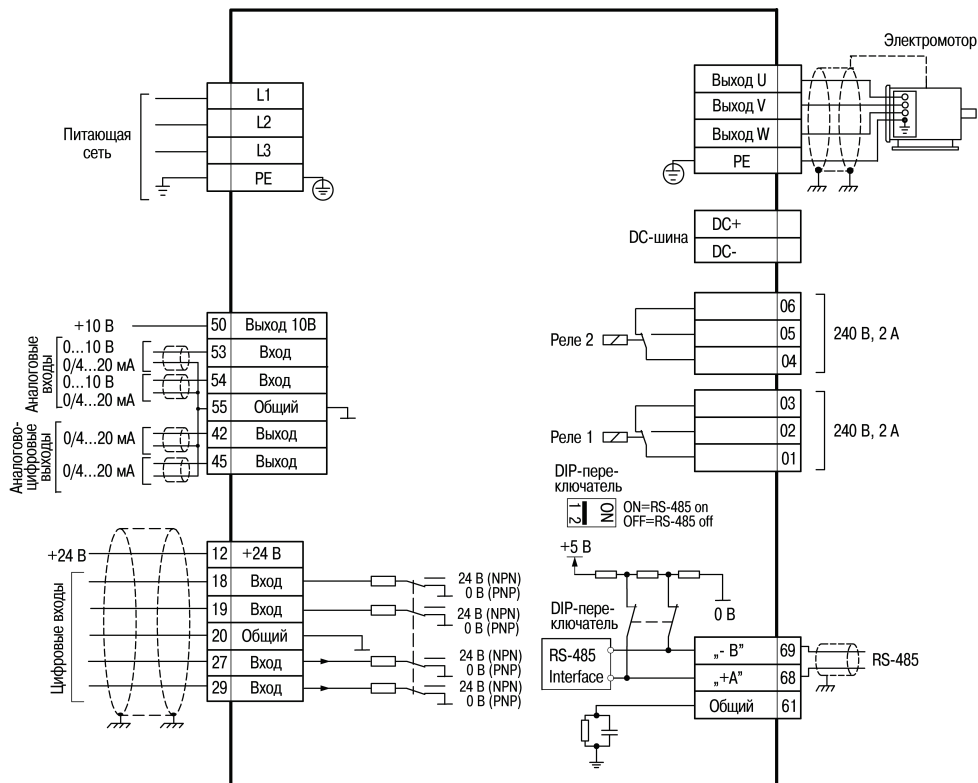 Электромотор
Питающая
сеть
L1
L2
L3
PE
Выход U
Выход V
Выход W
PE
DC-шина
DC+
DC-
Реле 2
06
05
04
240 В, 2 А
Реле 1
03
02
01
240 В, 2 А
Аналоговые
входы
+10 В
0...10 В
0/4...20 мА
0...10 В
0/4...20 мА
Аналогово-
цифровые
выходы
0/4...20 мА
0/4...20 мА
50 Выход 10В
53 Вход
54 Вход
55 Общий
42 Выход
45 Выход
DIP-пере-
ключатель
ON
1 2
ON=RS-485 on
OFF=RS-485 off
+24 В
Цифровые входы
12 +24 В
18 Вход
19 Вход
20 Общий
27 Вход
29 Вход
24 В (NPN)
0 В (PNP)
24 В (NPN)
0 В (PNP)
24 В (NPN)
0 В (PNP)
24 В (NPN)
0 В (PNP)
+5 В
0 В
DIP-пере-
ключатель
RS-485
Interface
„- B” 69
„+A” 68
Общий 61
RS-485